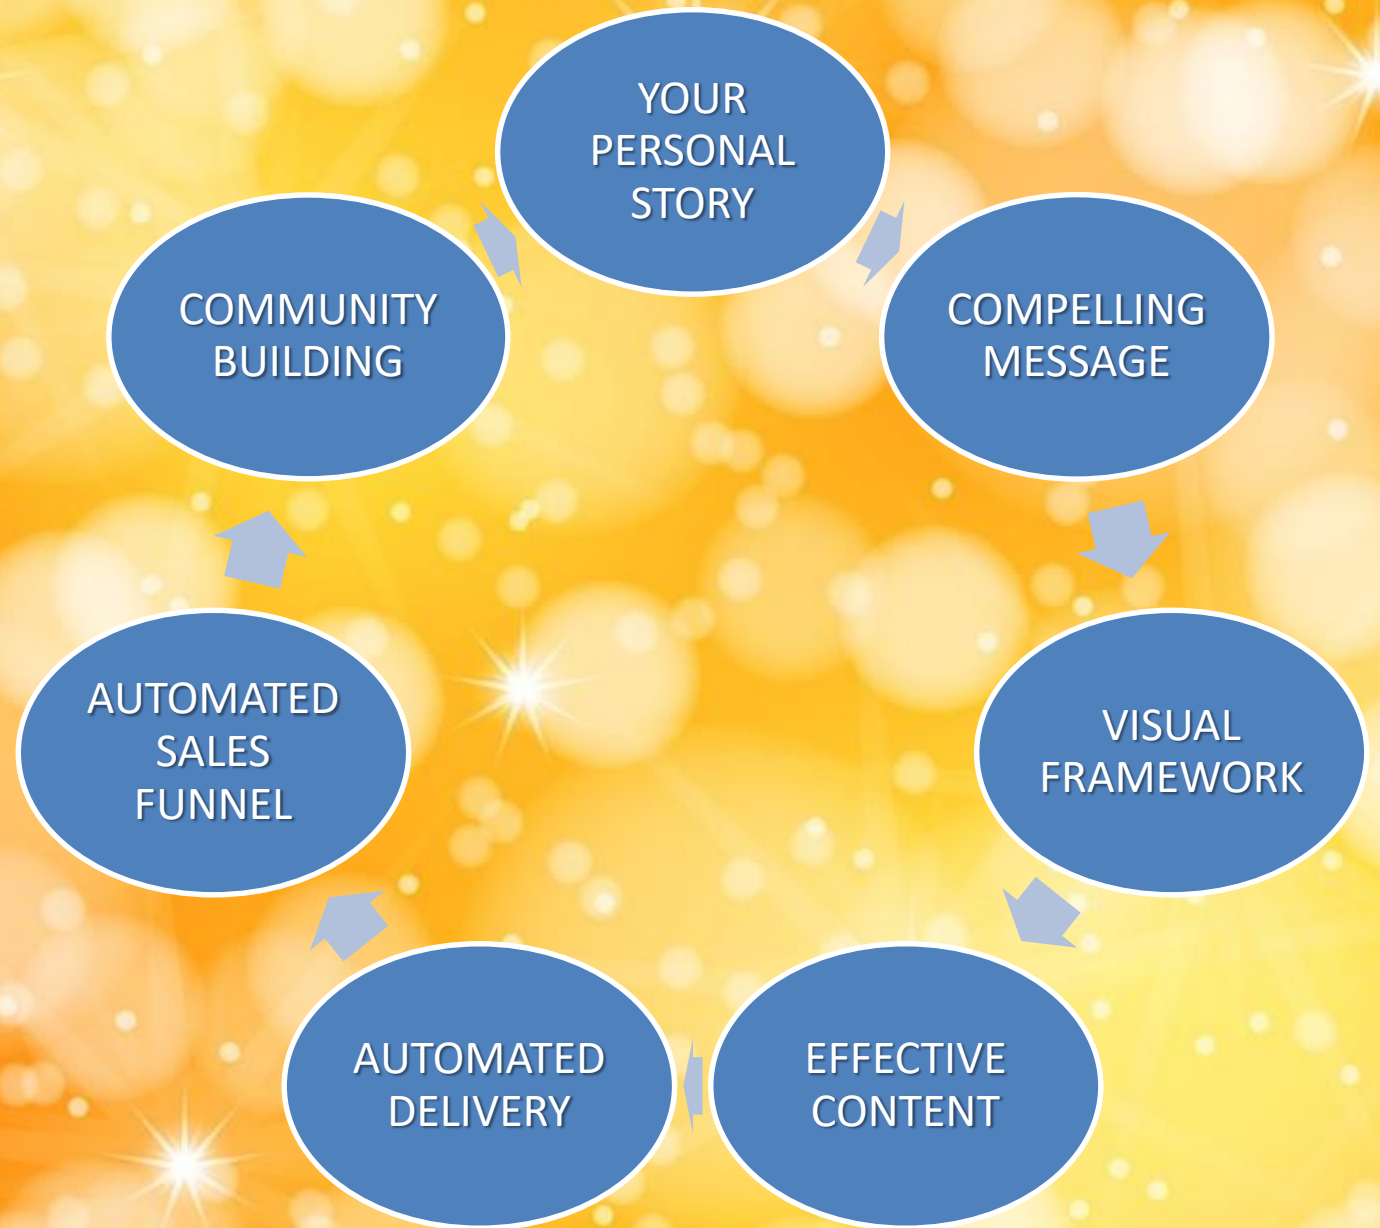 YOUR
PERSONAL
STORY
COMPELLING
MESSAGE
VISUAL
FRAMEWORK
EFFECTIVE
CONTENT
AUTOMATED
DELIVERY
AUTOMATED
SALES
FUNNEL
COMMUNITY
BUILDING